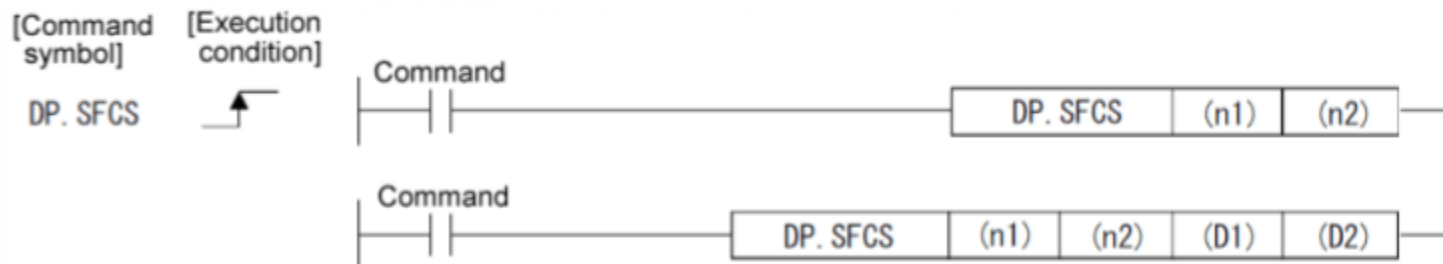 [Command symbol]
[Execution condition]
DP. SFCS
Command
DP. SFCS (n1) (n2)
Command
DP. SFCS (n1) (n2) (D1) (D2)